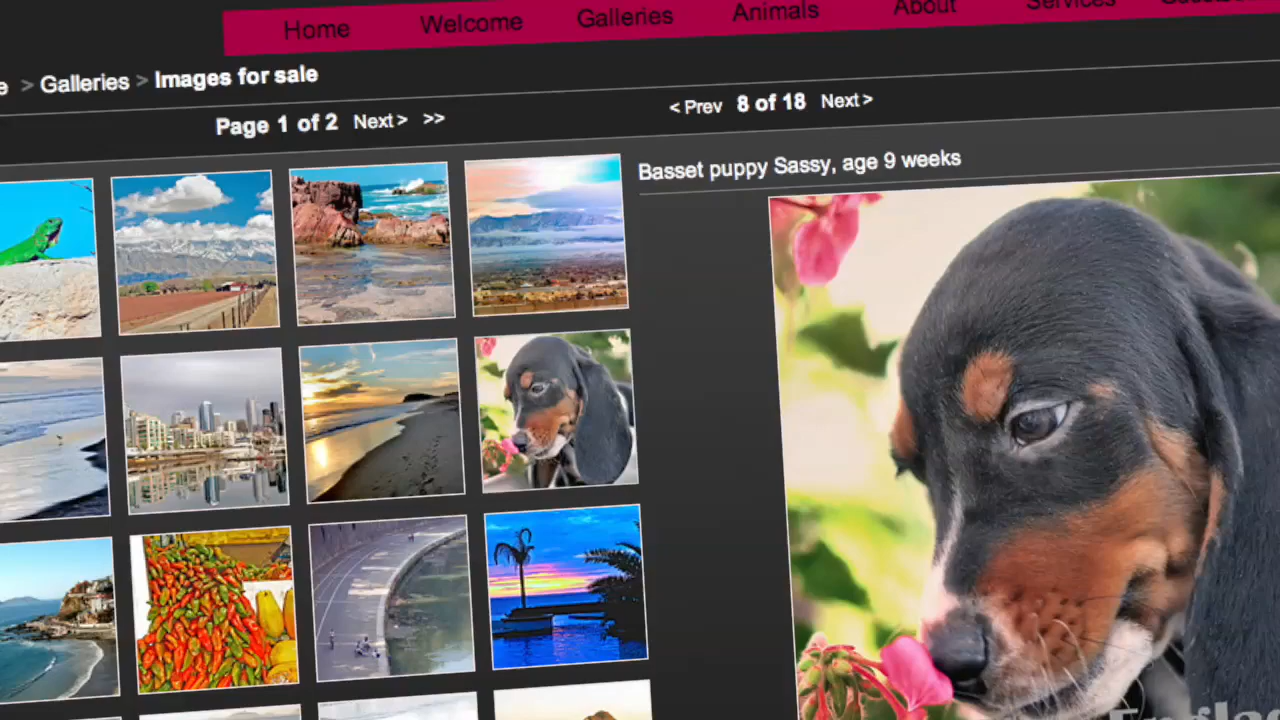 Home Welcome Galleries Animals About Services
> Galleries > Images for sale
Page 1 of 2 Next > >>
< Prev 8 of 18 Next >
Basset puppy Sassy, age 9 weeks